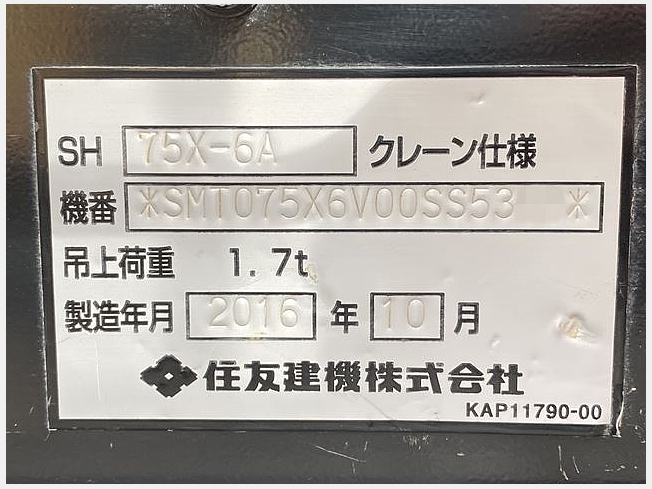 SH 75X-6A クレーン仕様
機番 *SMT075X6V00SS53 *
吊上荷重 1.7t
製造年月 2016 年 10 月
住友建機株式会社
KAP11790-00